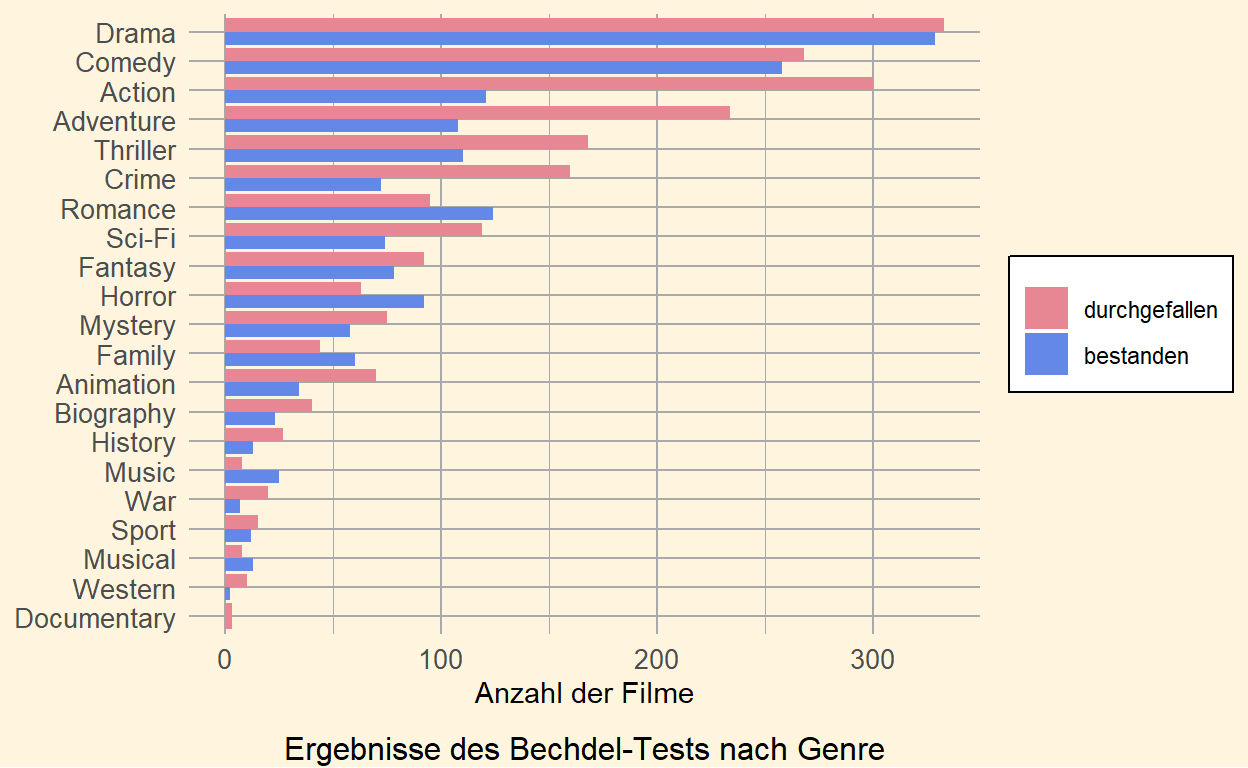 Drama
Comedy
Action
Adventure
Thriller
Crime
Romance
Sci-Fi
Fantasy
Horror
Mystery
Family
Animation
Biography
History
Music
War
Sport
Musical
Western
Documentary
0 100 200 300
Anzahl der Filme
Ergebnisse des Bechdel-Tests nach Genre
durchgefallen
bestanden